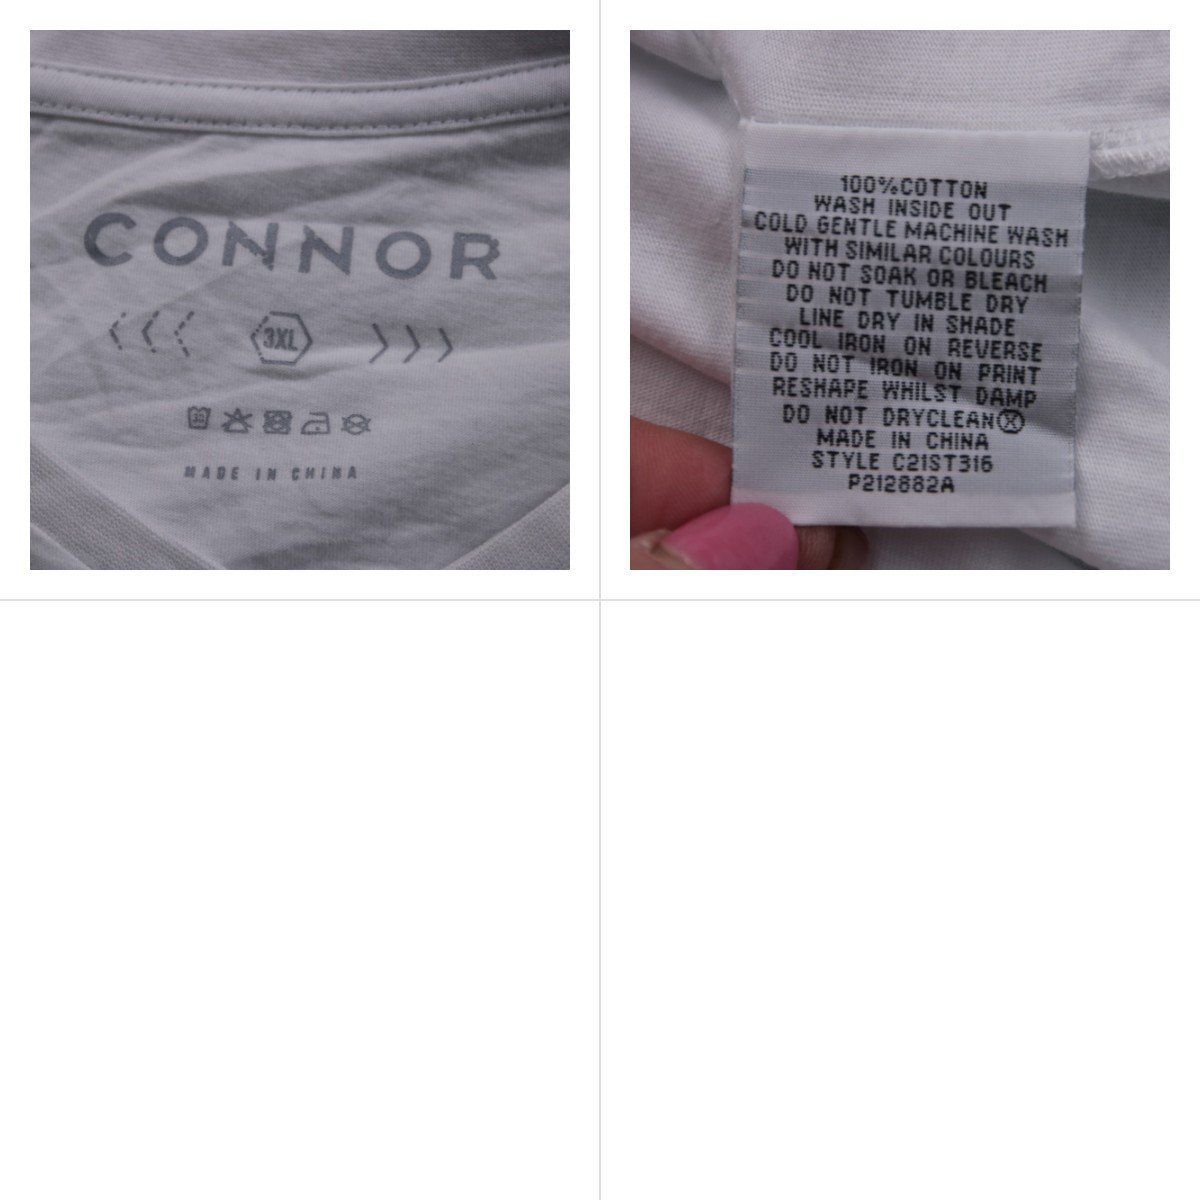 CONNOR
3XL
30
MADE IN CHINA
100%COTTON
WASH INSIDE OUT
COLD GENTLE MACHINE WASH
WITH SIMILAR COLOURS
DO NOT SOAK OR BLEACH
DO NOT TUMBLE DRY
LINE DRY IN SHADE
COOL IRON ON REVERSE
DO NOT IRON ON PRINT
RESHAPE WHILST DAMP
DO NOT DRYCLEAN
MADE IN CHINA
STYLE C21ST316
P212882A